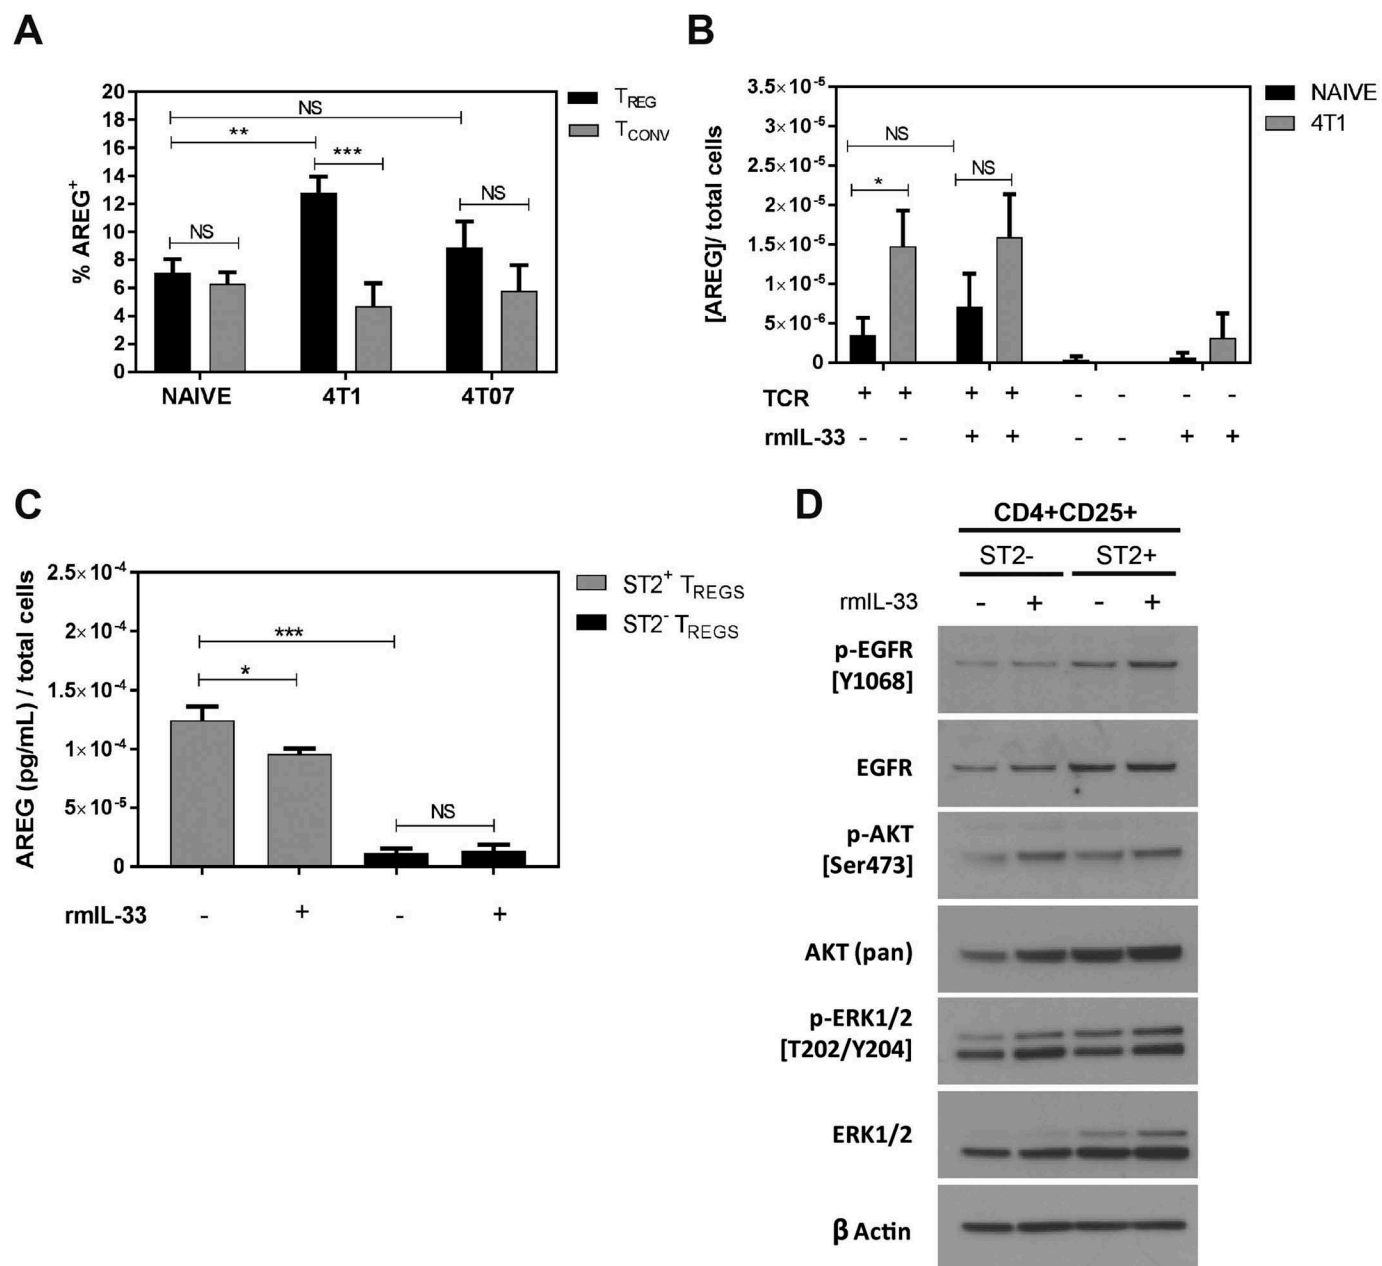 A
% AREG⁺
20
18
16
14
12
10
8
6
4
2
0
NS
**
***
NS
NS
T_REG
T_CONV
NAIVE 4T1 4T07
B
[AREG]/ total cells
3.5×10⁻⁵
3×10⁻⁵
2.5×10⁻⁵
2×10⁻⁵
1.5×10⁻⁵
1×10⁻⁵
5×10⁻⁶
0
NS
*
NS
NAIVE
4T1
TCR + + + + - - - -
rmIL-33 - - + + - - + +
C
AREG (pg/mL) / total cells
2.5×10⁻⁴
2×10⁻⁴
1.5×10⁻⁴
1×10⁻⁴
5×10⁻⁵
0
***
*
NS
ST2⁺ T_REGS
ST2⁻ T_REGS
rmIL-33 - + - +
D
CD4+CD25+
ST2- ST2+
rmIL-33 - + - +
p-EGFR
[Y1068]
EGFR
p-AKT
[Ser473]
AKT (pan)
p-ERK1/2
[T202/Y204]
ERK1/2
β Actin